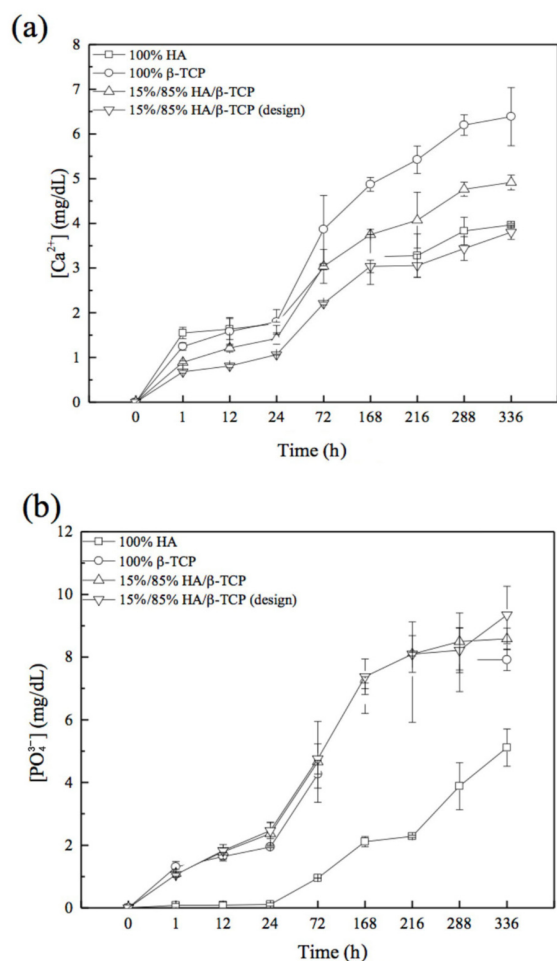 (a)
8
7
6
5
4
3
2
1
0
[Ca²⁺] (mg/dL)
100% HA
100% β-TCP
15%/85% HA/β-TCP
15%/85% HA/β-TCP (design)
0 1 12 24 72 168 216 288 336
Time (h)
(b)
12
10
8
6
4
2
0
[PO₄³⁻] (mg/dL)
100% HA
100% β-TCP
15%/85% HA/β-TCP
15%/85% HA/β-TCP (design)
0 1 12 24 72 168 216 288 336
Time (h)